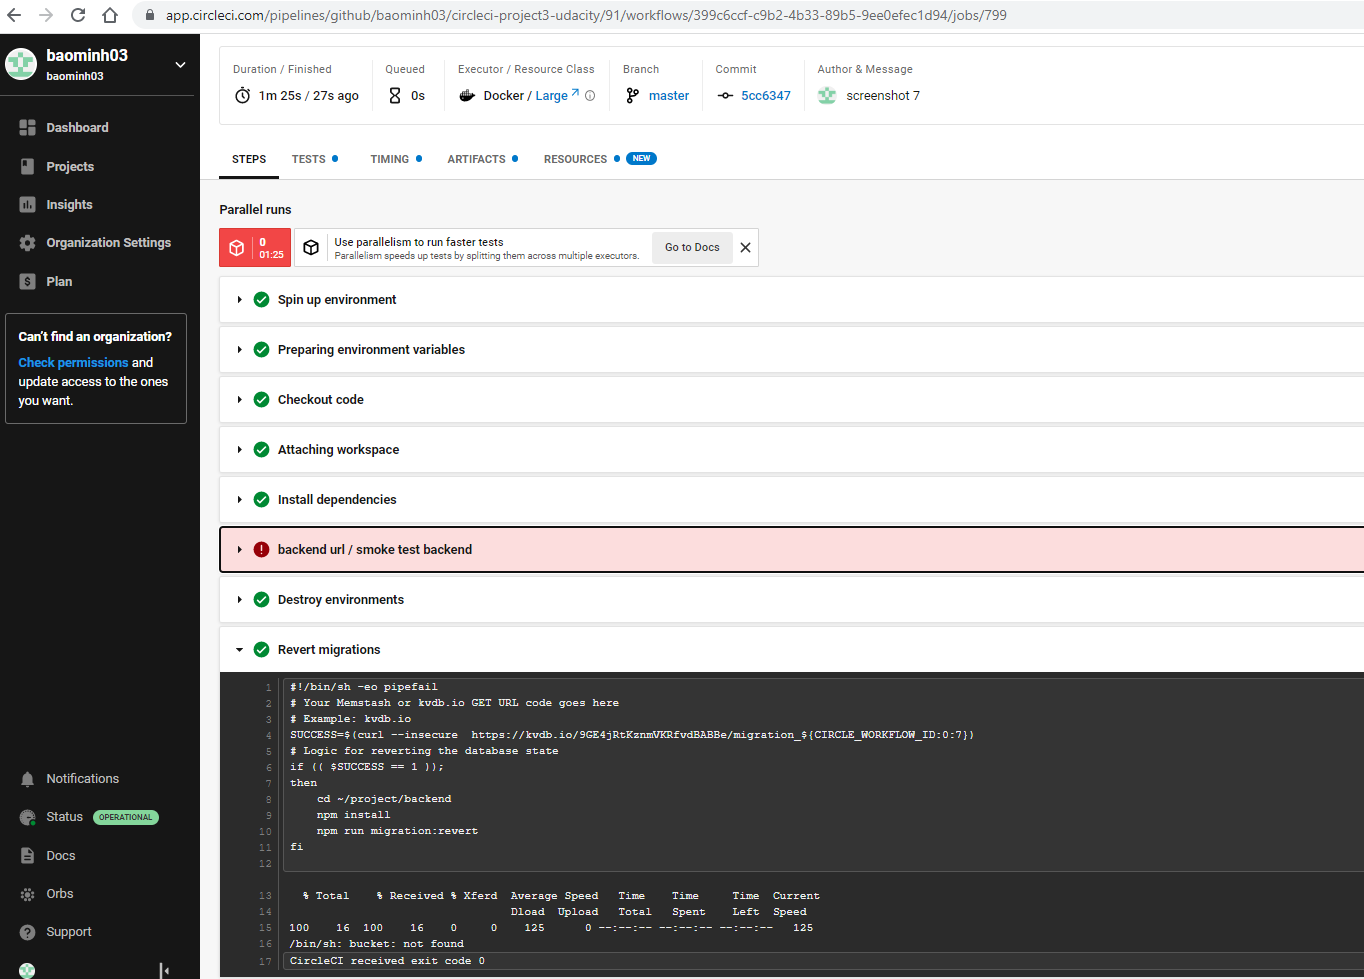 app.circleci.com/pipelines/github/baominh03/circleci-project3-udacity/91/workflows/399c6ccf-c9b2-4b33-89b5-9ee0efec1d94/jobs/799
baominh03
baominh03
Dashboard
Projects
Insights
Organization Settings
Plan
Can't find an organization?
Check permissions and
update access to the ones
you want.
Notifications
Status OPERATIONAL
Docs
Orbs
Support
Duration / Finished
1m 25s / 27s ago
Queued
0s
Executor / Resource Class
Docker / Large
Branch
master
Commit
5cc6347
Author & Message
screenshot 7
STEPS TESTS TIMING ARTIFACTS RESOURCES NEW
Parallel runs
0
01:25
Use parallelism to run faster tests
Parallelism speeds up tests by splitting them across multiple executors.
Go to Docs
Spin up environment
Preparing environment variables
Checkout code
Attaching workspace
Install dependencies
backend url / smoke test backend
Destroy environments
Revert migrations
1 #!/bin/sh -eo pipefail
2 # Your Memstash or kvdb.io GET URL code goes here
3 # Example: kvdb.io
4 SUCCESS=$(curl --insecure  https://kvdb.io/9GE4jRtKznmVKRfvdBABBe/migration_${CIRCLE_WORKFLOW_ID:0:7})
5 # Logic for reverting the database state
6 if (( $SUCCESS == 1 ));
7 then
8     cd ~/project/backend
9     npm install
10     npm run migration:revert
11 fi
12
13   % Total    % Received % Xferd  Average Speed   Time    Time     Time  Current
14                                  Dload  Upload   Total   Spent    Left  Speed
15 100    16  100    16    0     0    125      0 --:--:-- --:--:-- --:--:--   125
16 /bin/sh: bucket: not found
17 CircleCI received exit code 0